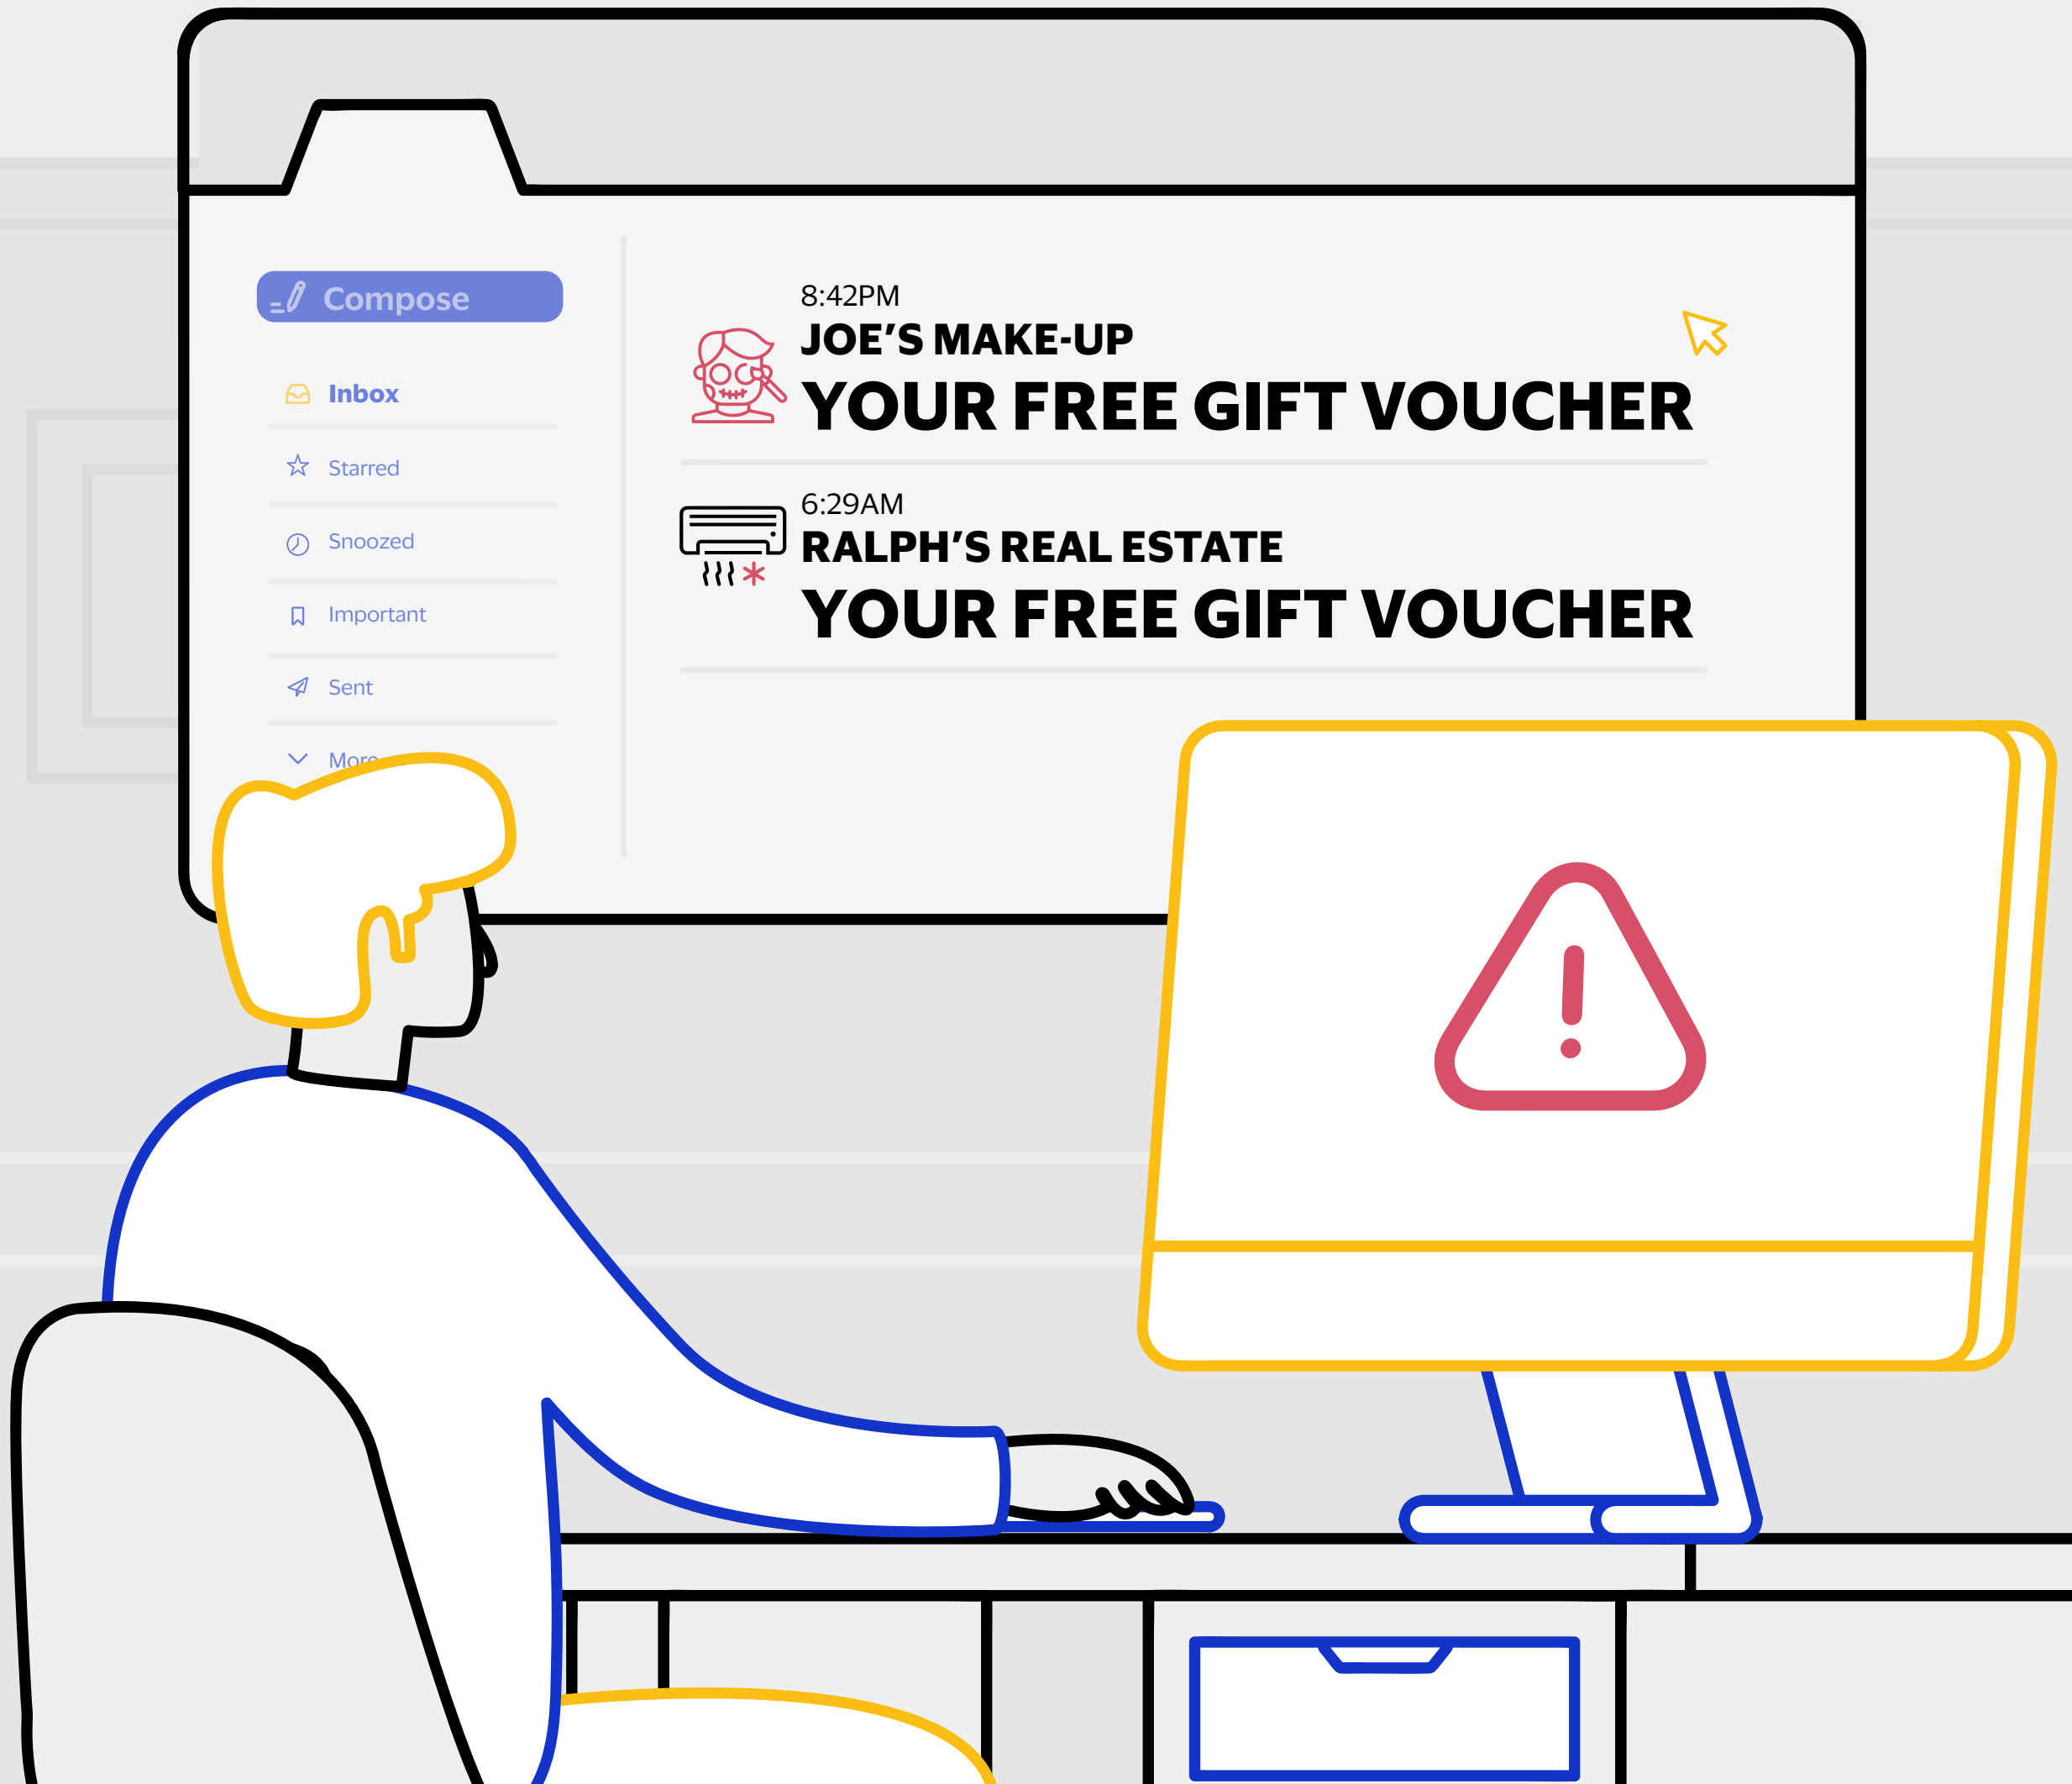 Compose
Inbox
Starred
Snoozed
Important
Sent
More
8:42PM
JOE’S MAKE-UP
YOUR FREE GIFT VOUCHER
6:29AM
RALPH’S REAL ESTATE
YOUR FREE GIFT VOUCHER